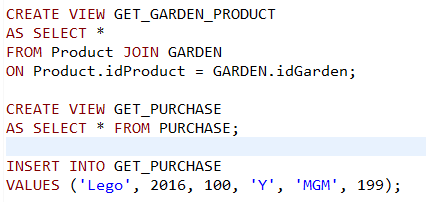 CREATE VIEW GET_GARDEN_PRODUCT
AS SELECT *
FROM Product JOIN GARDEN
ON Product.idProduct = GARDEN.idGarden;
CREATE VIEW GET_PURCHASE
AS SELECT * FROM PURCHASE;
INSERT INTO GET_PURCHASE
VALUES ('Lego', 2016, 100, 'Y', 'MGM', 199);